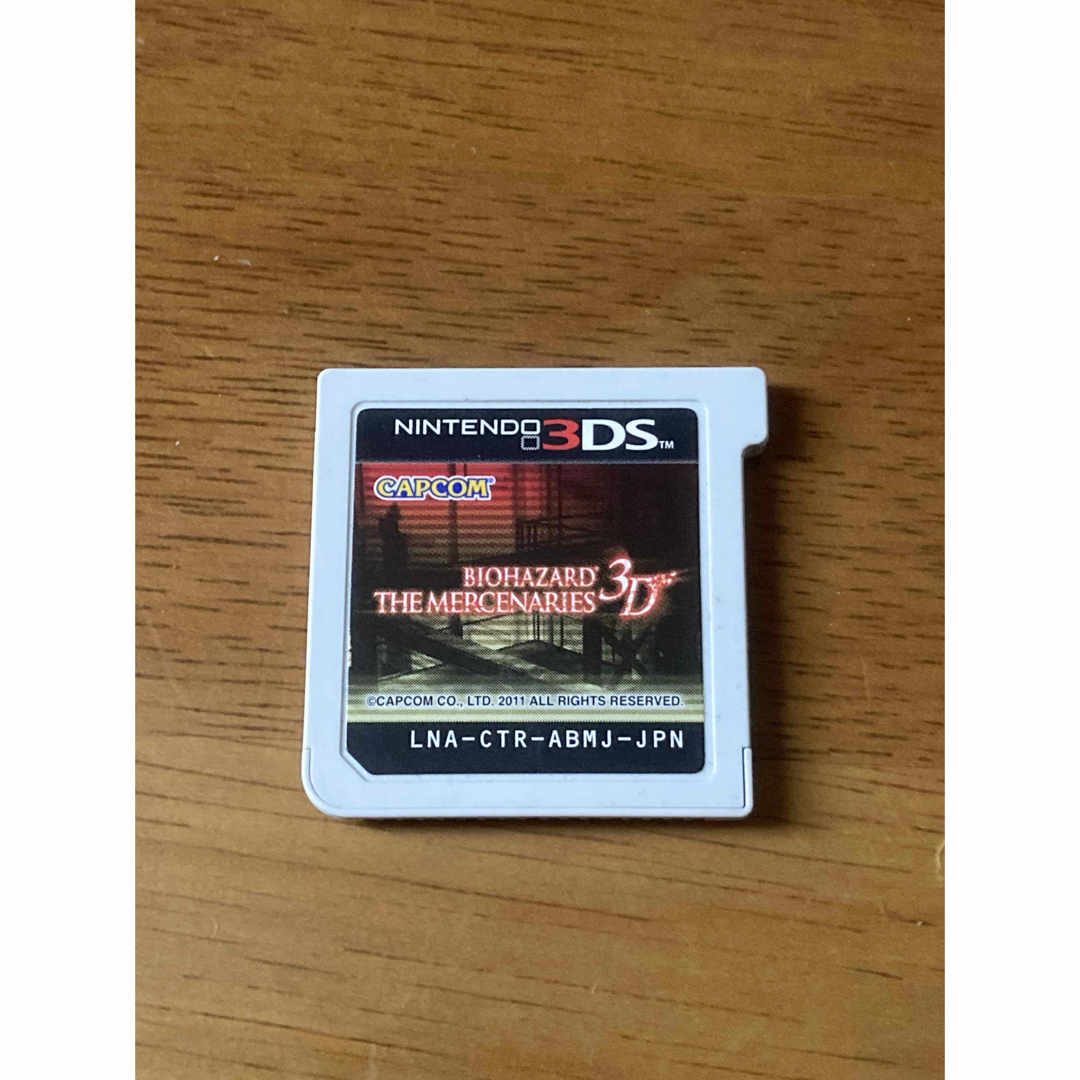 NINTENDO 3DS™
CAPCOM®
BIOHAZARD® 3D
THE MERCENARIES
©CAPCOM CO., LTD. 2011 ALL RIGHTS RESERVED.
LNA-CTR-ABMJ-JPN